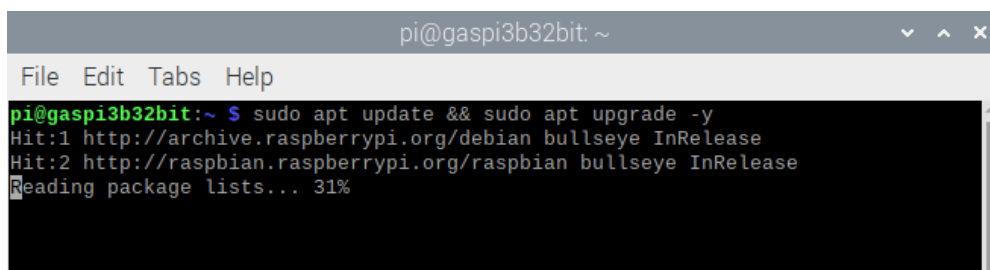 pi@gaspi3b32bit: ~
File Edit Tabs Help
pi@gaspi3b32bit:~ $ sudo apt update && sudo apt upgrade -y
Hit:1 http://archive.raspberrypi.org/debian bullseye InRelease
Hit:2 http://raspbian.raspberrypi.org/raspbian bullseye InRelease
Reading package lists... 31%